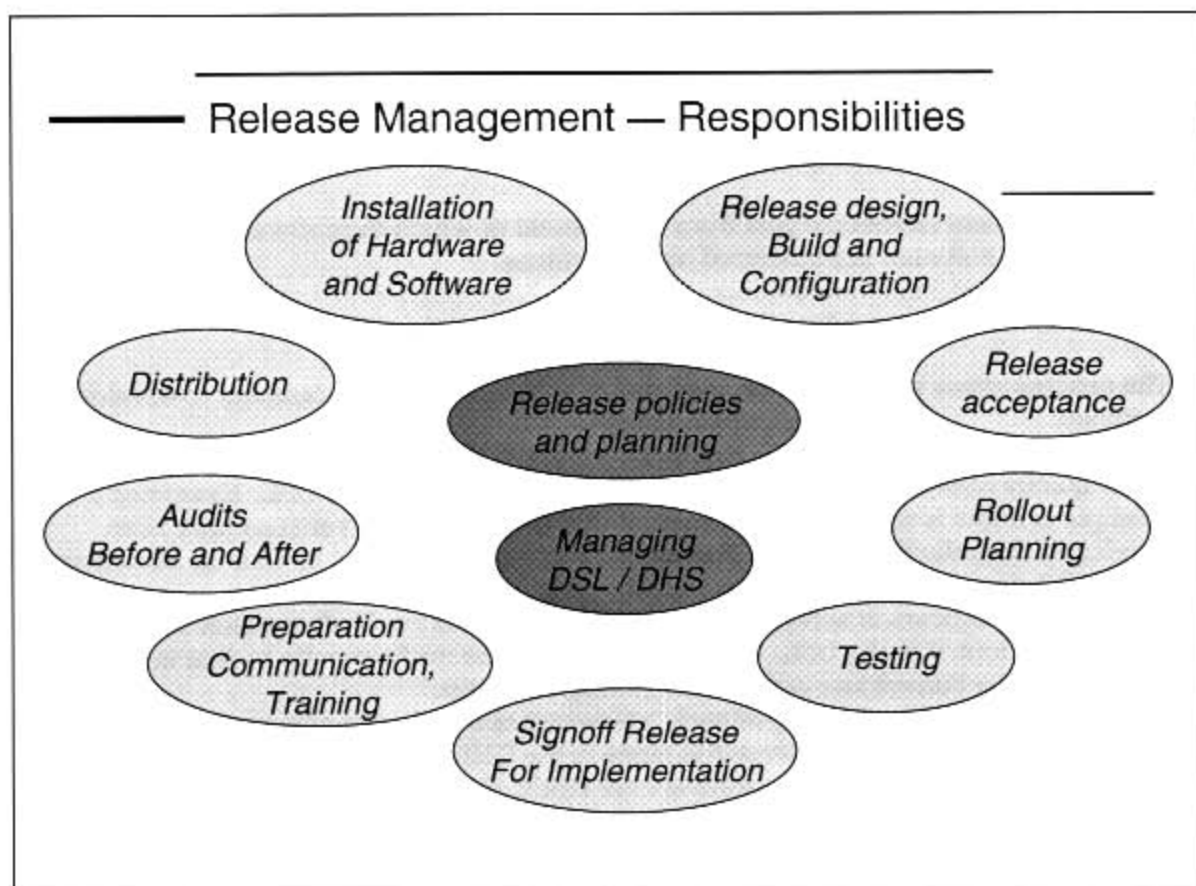 Release Management — Responsibilities
Installation
of Hardware
and Software
Release design,
Build and
Configuration
Distribution
Release policies
and planning
Release
acceptance
Audits
Before and After
Managing
DSL / DHS
Rollout
Planning
Preparation
Communication,
Training
Testing
Signoff Release
For Implementation